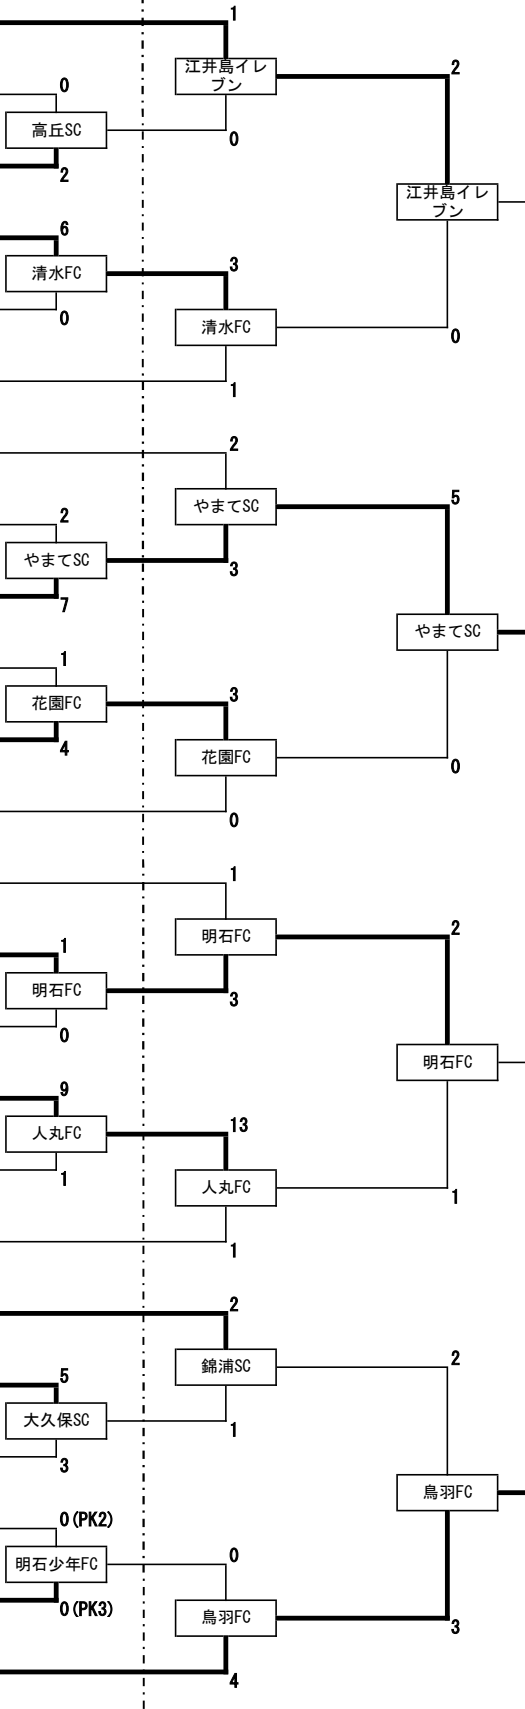 1
江井島イレ
ブン
2
0
高丘SC
0
2
江井島イレ
ブン
6
清水FC
3
0
清水FC
0
1
2
やまてSC
5
2
やまてSC
3
7
やまてSC
1
花園FC
3
4
花園FC
0
0
1
明石FC
2
1
明石FC
3
0
明石FC
9
人丸FC
13
1
人丸FC
1
1
2
錦浦SC
2
5
大久保SC
1
3
鳥羽FC
0(PK2)
明石少年FC
0
0(PK3)
鳥羽FC
3
4